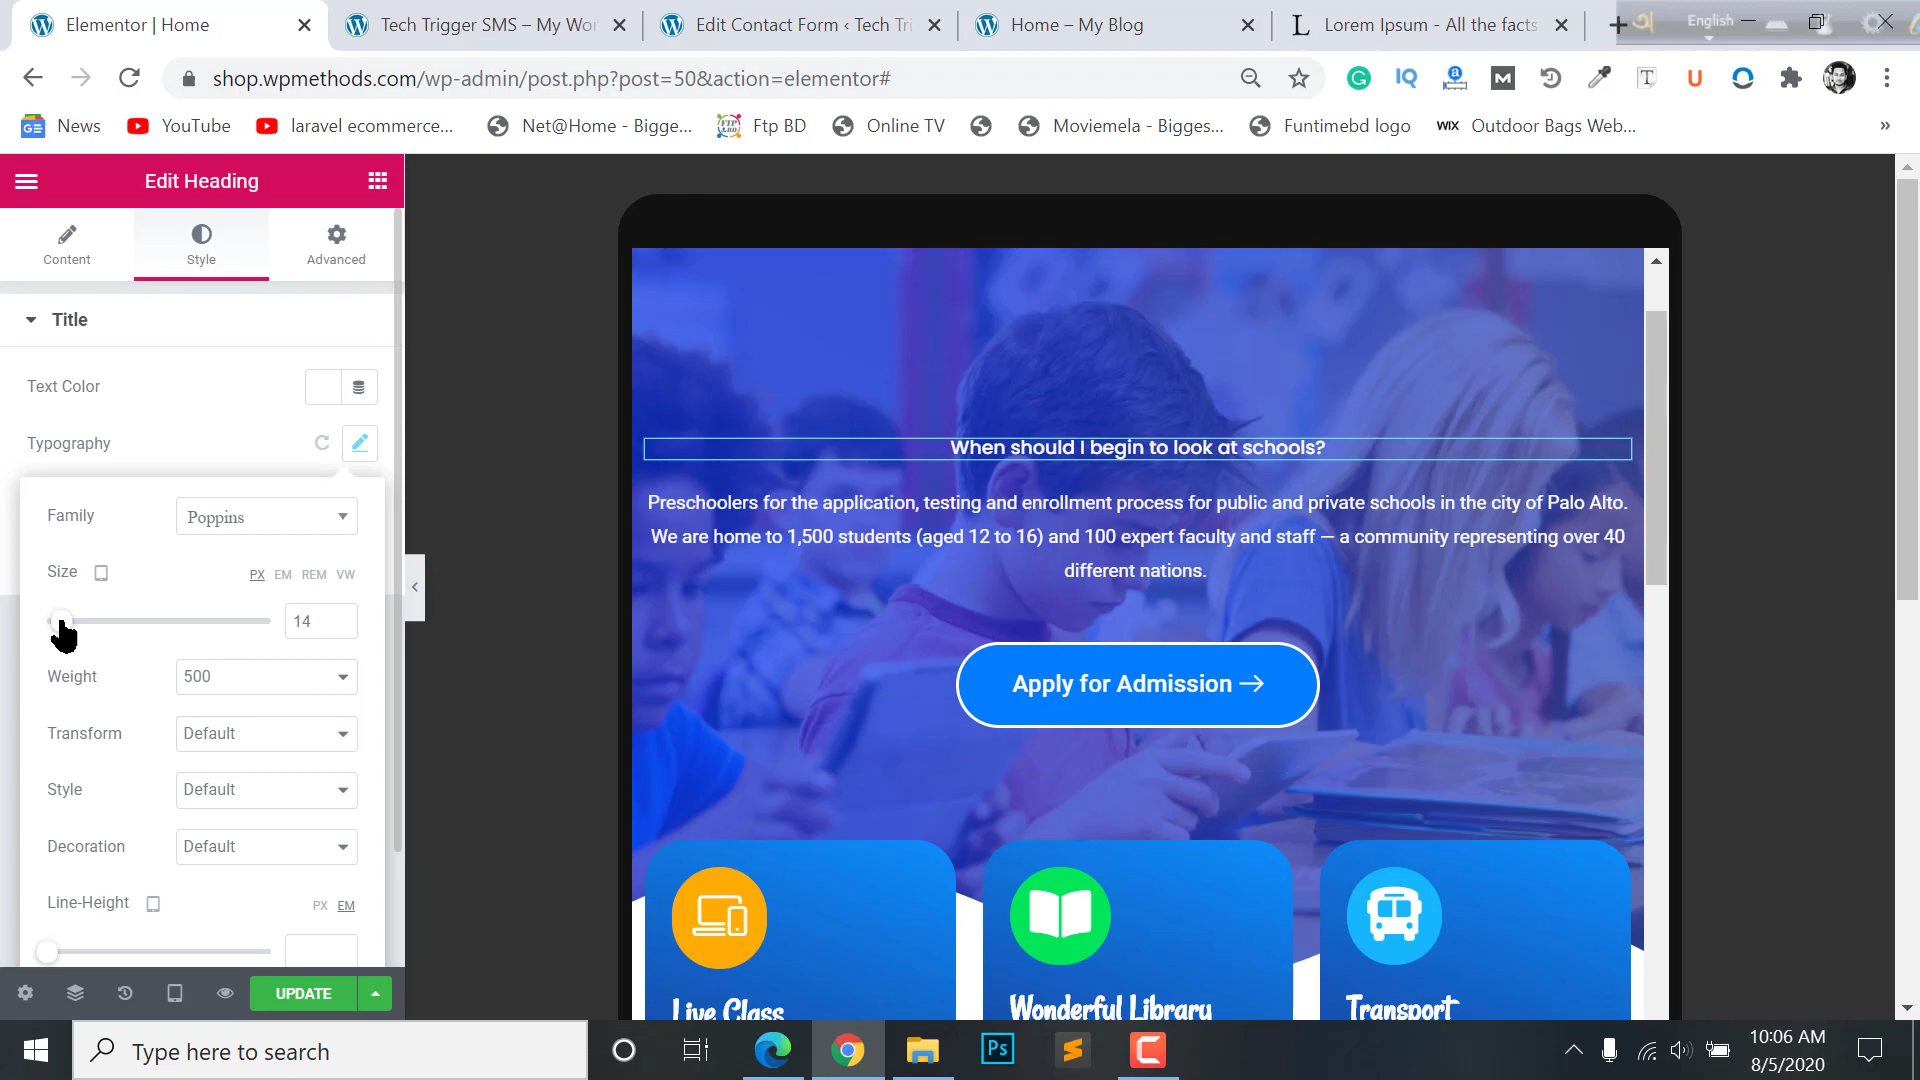 Elementor | Home
Tech Trigger SMS – My Wor
Edit Contact Form ‹ Tech Tri
Home – My Blog
L Lorem Ipsum - All the facts
English
shop.wpmethods.com/wp-admin/post.php?post=50&action=elementor#
News
YouTube
laravel ecommerce...
Net@Home - Bigge...
Ftp BD
Online TV
Moviemela - Bigges...
Funtimebd logo
WIX Outdoor Bags Web...
»
Edit Heading
Content
Style
Advanced
Title
Text Color
Typography
Family
Poppins
Size
PX EM REM VW
14
Weight
500
Transform
Default
Style
Default
Decoration
Default
Line-Height
PX EM
UPDATE
When should I begin to look at schools?
Preschoolers for the application, testing and enrollment process for public and private schools in the city of Palo Alto.
We are home to 1,500 students (aged 12 to 16) and 100 expert faculty and staff — a community representing over 40
different nations.
Apply for Admission
Live Class
Wonderful Library
Transport
Type here to search
Ps
10:06 AM
8/5/2020